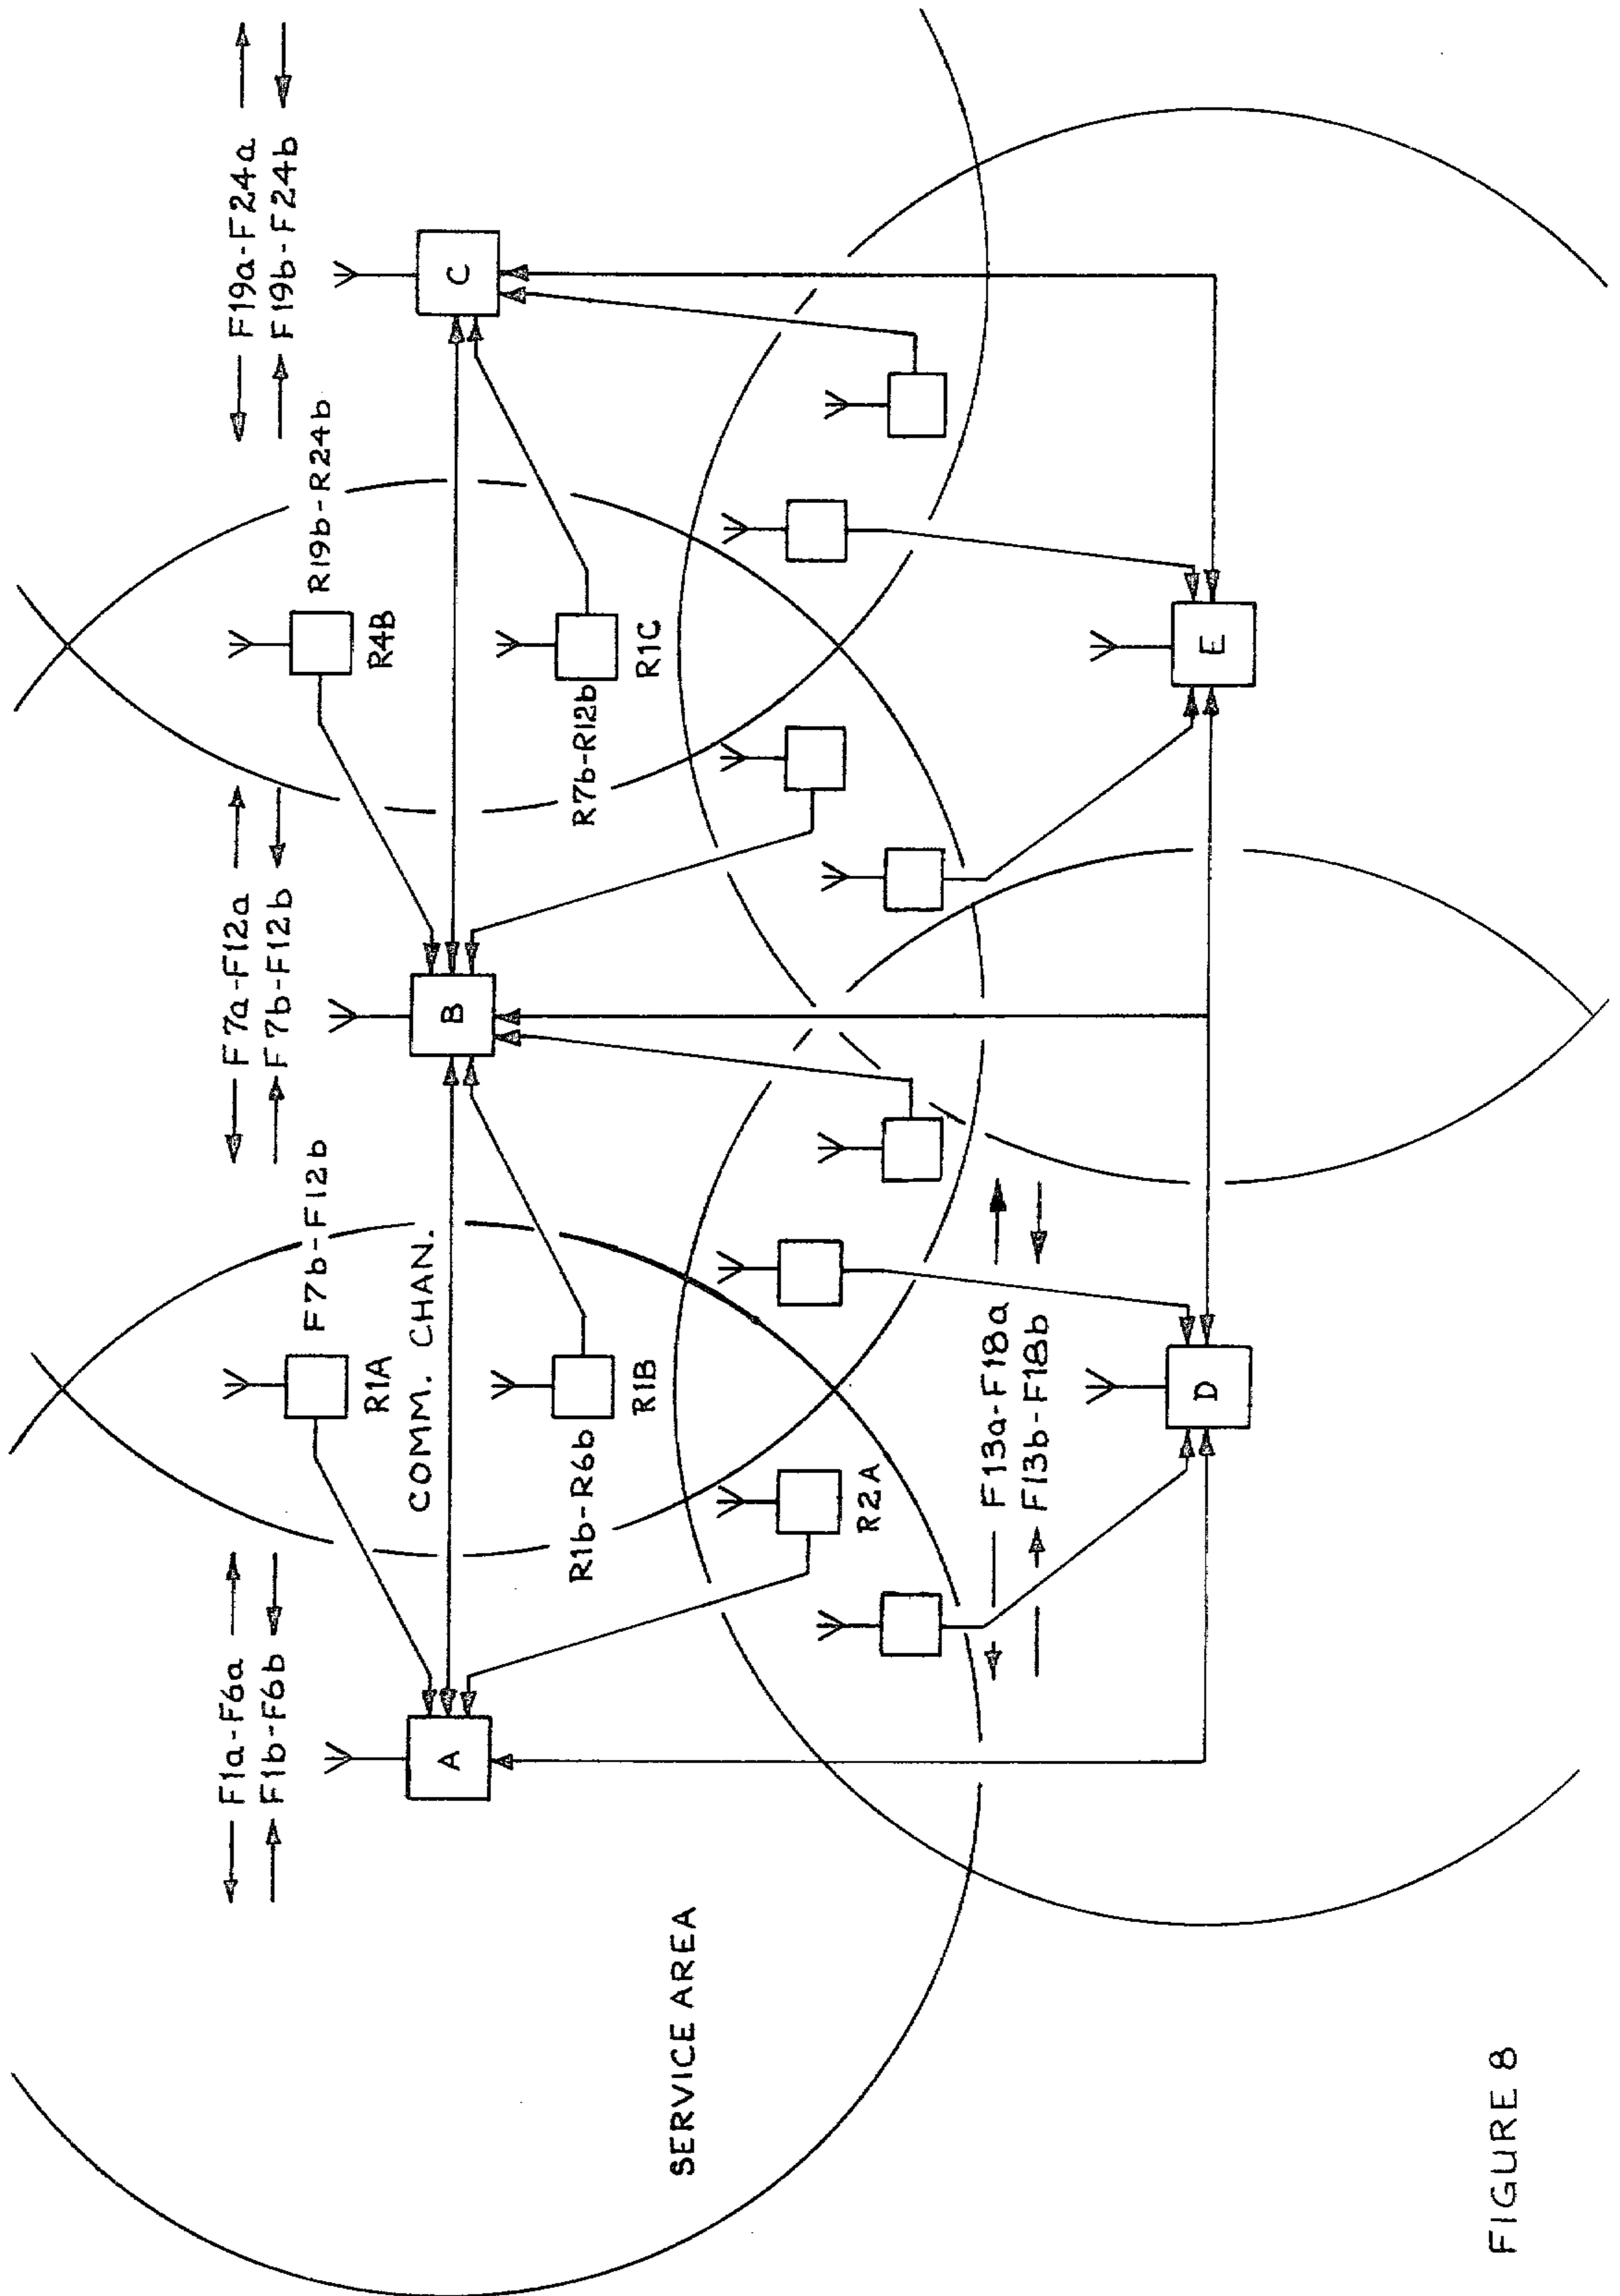 F1a-F6a
F1b-F6b
F7a-F12a
F7b-F12b
F19a-F24a
F19b-F24b
F7b-F12b
R19b-R24b
R1A
R4B
COMM. CHAN.
A
B
C
R1b-R6b
R1B
R7b-R12b
R1C
SERVICE AREA
R2A
F13a-F18a
F13b-F18b
D
E
FIGURE 8